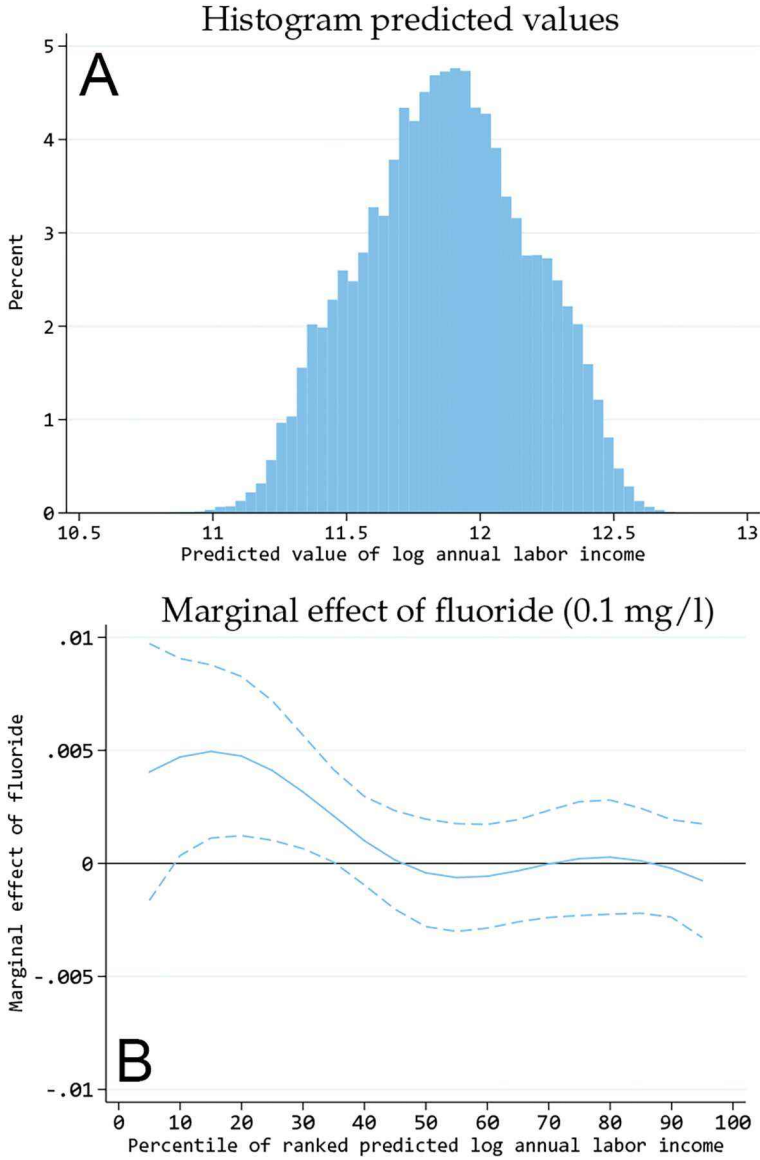 Histogram predicted values
A
5
4
3
2
1
0
Percent
10.5 11 11.5 12 12.5 13
Predicted value of log annual labor income
Marginal effect of fluoride (0.1 mg/l)
.01
.005
0
-.005
-.01
Marginal effect of fluoride
B
0 10 20 30 40 50 60 70 80 90 100
Percentile of ranked predicted log annual labor income